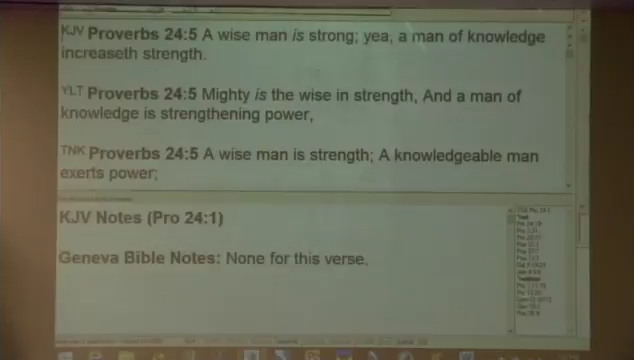 KJV Proverbs 24:5 A wise man is strong; yea, a man of knowledge
increaseth strength.
YLT Proverbs 24:5 Mighty is the wise in strength, And a man of
knowledge is strengthening power,
TNK Proverbs 24:5 A wise man is strength; A knowledgeable man
exerts power;
KJV Notes (Pro 24:1)
Geneva Bible Notes: None for this verse.